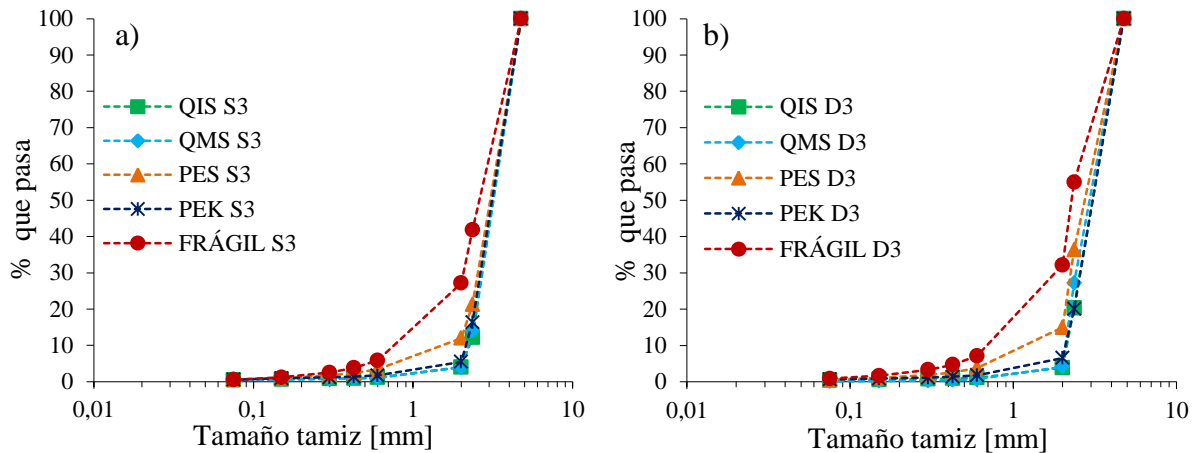 a)
% que pasa
100
90
80
70
60
50
40
30
20
10
0
QIS S3
QMS S3
PES S3
PEK S3
FRÁGIL S3
0,01 0,1 1 10
Tamaño tamiz [mm]
b)
% que pasa
100
90
80
70
60
50
40
30
20
10
0
QIS D3
QMS D3
PES D3
PEK D3
FRÁGIL D3
0,01 0,1 1 10
Tamaño tamiz [mm]